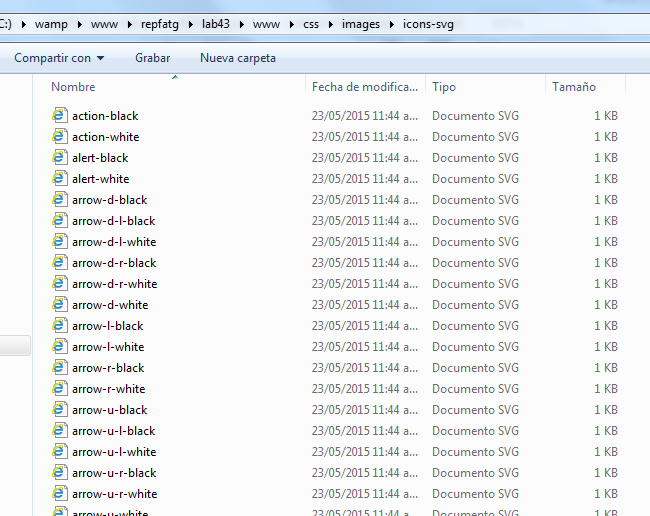 C:) wamp www repfatg lab43 www css images icons-svg
Compartir con Grabar Nueva carpeta
Nombre Fecha de modifica... Tipo Tamaño
action-black 23/05/2015 11:44 a... Documento SVG 1 KB
action-white 23/05/2015 11:44 a... Documento SVG 1 KB
alert-black 23/05/2015 11:44 a... Documento SVG 1 KB
alert-white 23/05/2015 11:44 a... Documento SVG 1 KB
arrow-d-black 23/05/2015 11:44 a... Documento SVG 1 KB
arrow-d-l-black 23/05/2015 11:44 a... Documento SVG 1 KB
arrow-d-l-white 23/05/2015 11:44 a... Documento SVG 1 KB
arrow-d-r-black 23/05/2015 11:44 a... Documento SVG 1 KB
arrow-d-r-white 23/05/2015 11:44 a... Documento SVG 1 KB
arrow-d-white 23/05/2015 11:44 a... Documento SVG 1 KB
arrow-l-black 23/05/2015 11:44 a... Documento SVG 1 KB
arrow-l-white 23/05/2015 11:44 a... Documento SVG 1 KB
arrow-r-black 23/05/2015 11:44 a... Documento SVG 1 KB
arrow-r-white 23/05/2015 11:44 a... Documento SVG 1 KB
arrow-u-black 23/05/2015 11:44 a... Documento SVG 1 KB
arrow-u-l-black 23/05/2015 11:44 a... Documento SVG 1 KB
arrow-u-l-white 23/05/2015 11:44 a... Documento SVG 1 KB
arrow-u-r-black 23/05/2015 11:44 a... Documento SVG 1 KB
arrow-u-r-white 23/05/2015 11:44 a... Documento SVG 1 KB
arrow-u-white 23/05/2015 11:44 a... Documento SVG 1 KB